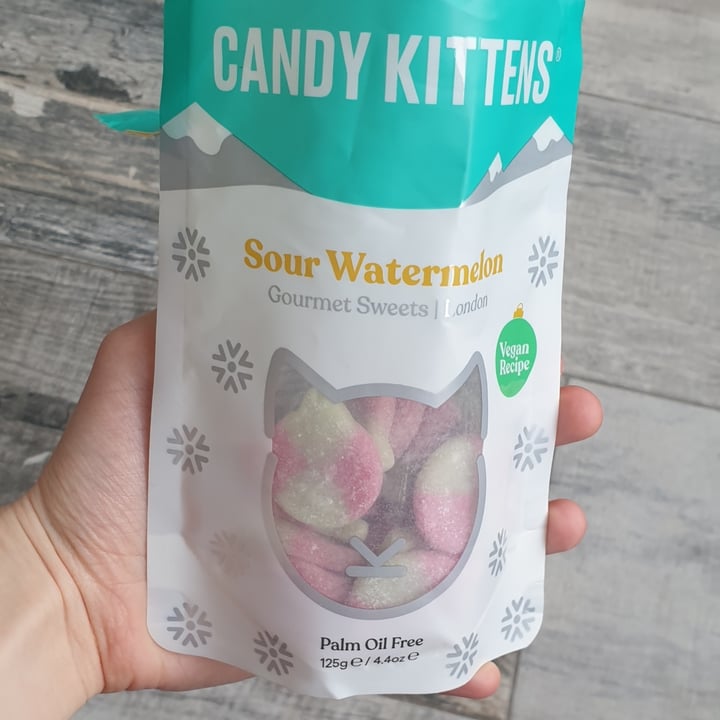 CANDY KITTENS®
Sour Watermelon
Gourmet Sweets | London
Vegan
Recipe
K
Palm Oil Free
125g ℮ / 4.4oz ℮